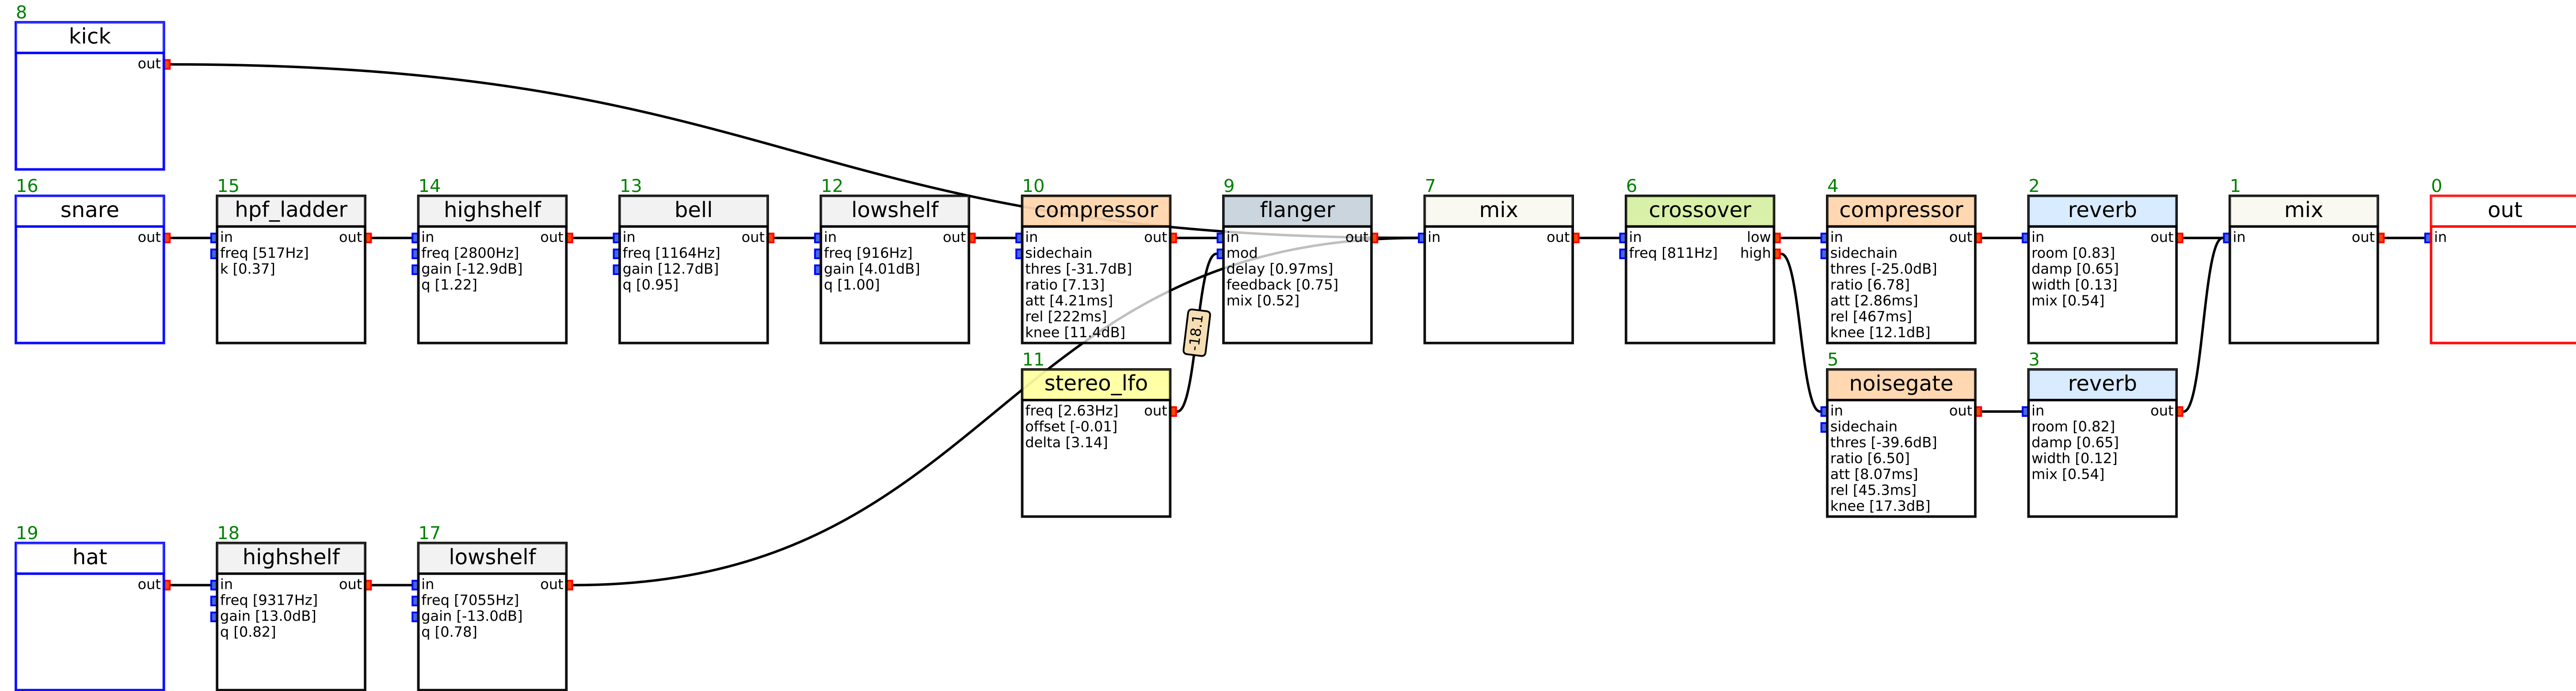 8
kick
out
16
snare
out
15
hpf_ladder
in out
freq [517Hz]
k [0.37]
14
highshelf
in out
freq [2800Hz]
gain [-12.9dB]
q [1.22]
13
bell
in out
freq [1164Hz]
gain [12.7dB]
q [0.95]
12
lowshelf
in out
freq [916Hz]
gain [4.01dB]
q [1.00]
10
compressor
in out
sidechain
thres [-31.7dB]
ratio [7.13]
att [4.21ms]
rel [222ms]
knee [11.4dB]
9
flanger
in out
mod
delay [0.97ms]
feedback [0.75]
mix [0.52]
-18.1
7
mix
in out
6
crossover
in low
freq [811Hz] high
4
compressor
in out
sidechain
thres [-25.0dB]
ratio [6.78]
att [2.86ms]
rel [467ms]
knee [12.1dB]
2
reverb
in out
room [0.83]
damp [0.65]
width [0.13]
mix [0.54]
1
mix
in out
0
out
in
11
stereo_lfo
freq [2.63Hz] out
offset [-0.01]
delta [3.14]
5
noisegate
in out
sidechain
thres [-39.6dB]
ratio [6.50]
att [8.07ms]
rel [45.3ms]
knee [17.3dB]
3
reverb
in out
room [0.82]
damp [0.65]
width [0.12]
mix [0.54]
19
hat
out
18
highshelf
in out
freq [9317Hz]
gain [13.0dB]
q [0.82]
17
lowshelf
in out
freq [7055Hz]
gain [-13.0dB]
q [0.78]